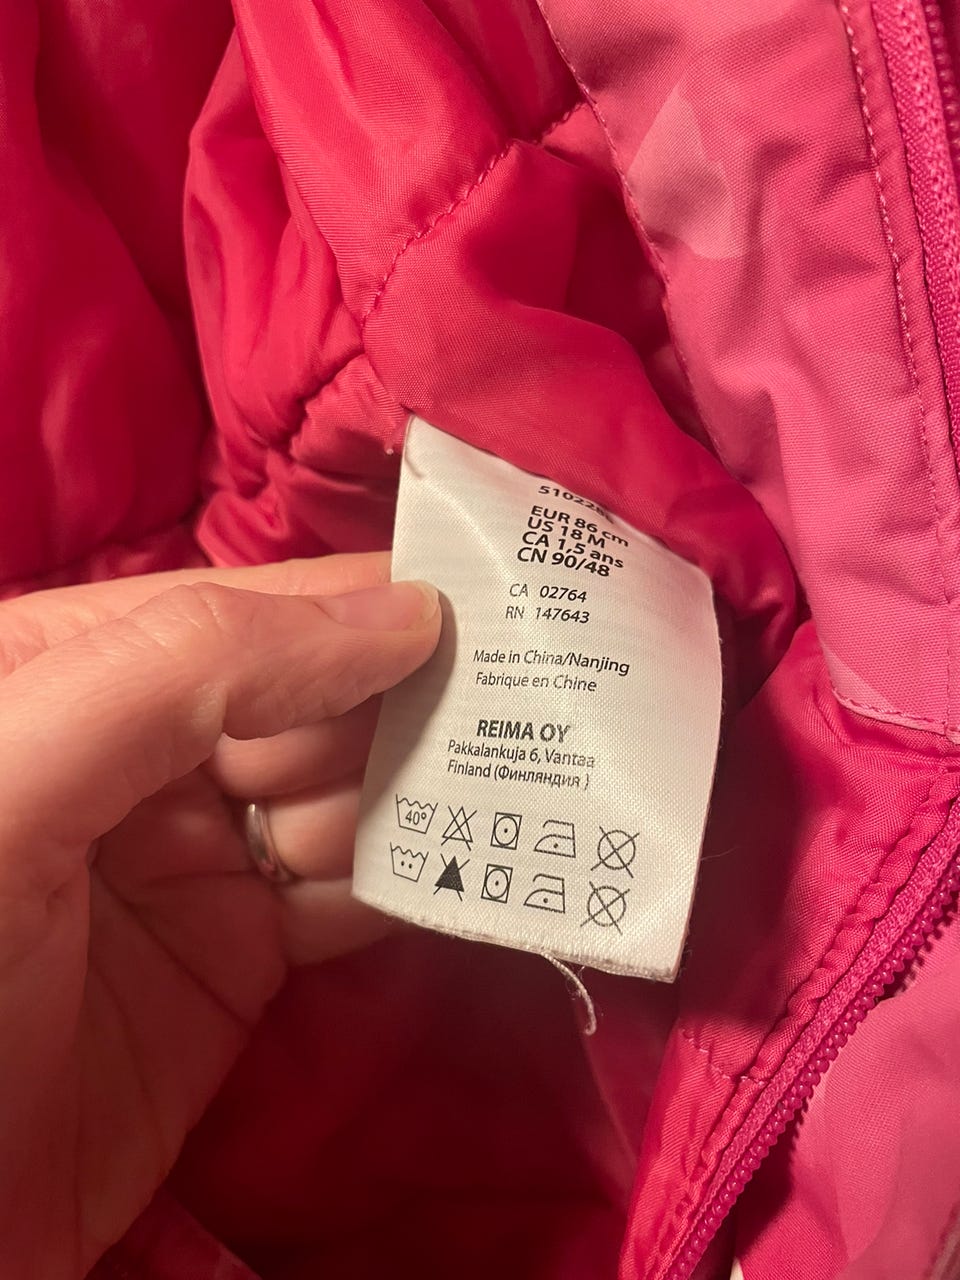 EUR 86 cm
US 18 M
CA 1,5 ans
CN 90/48
CA 02764
RN 147643
Made in China/Nanjing
Fabrique en Chine
REIMA OY
Pakkalankuja 6, Vantaa
Finland (Финляндия )
40°